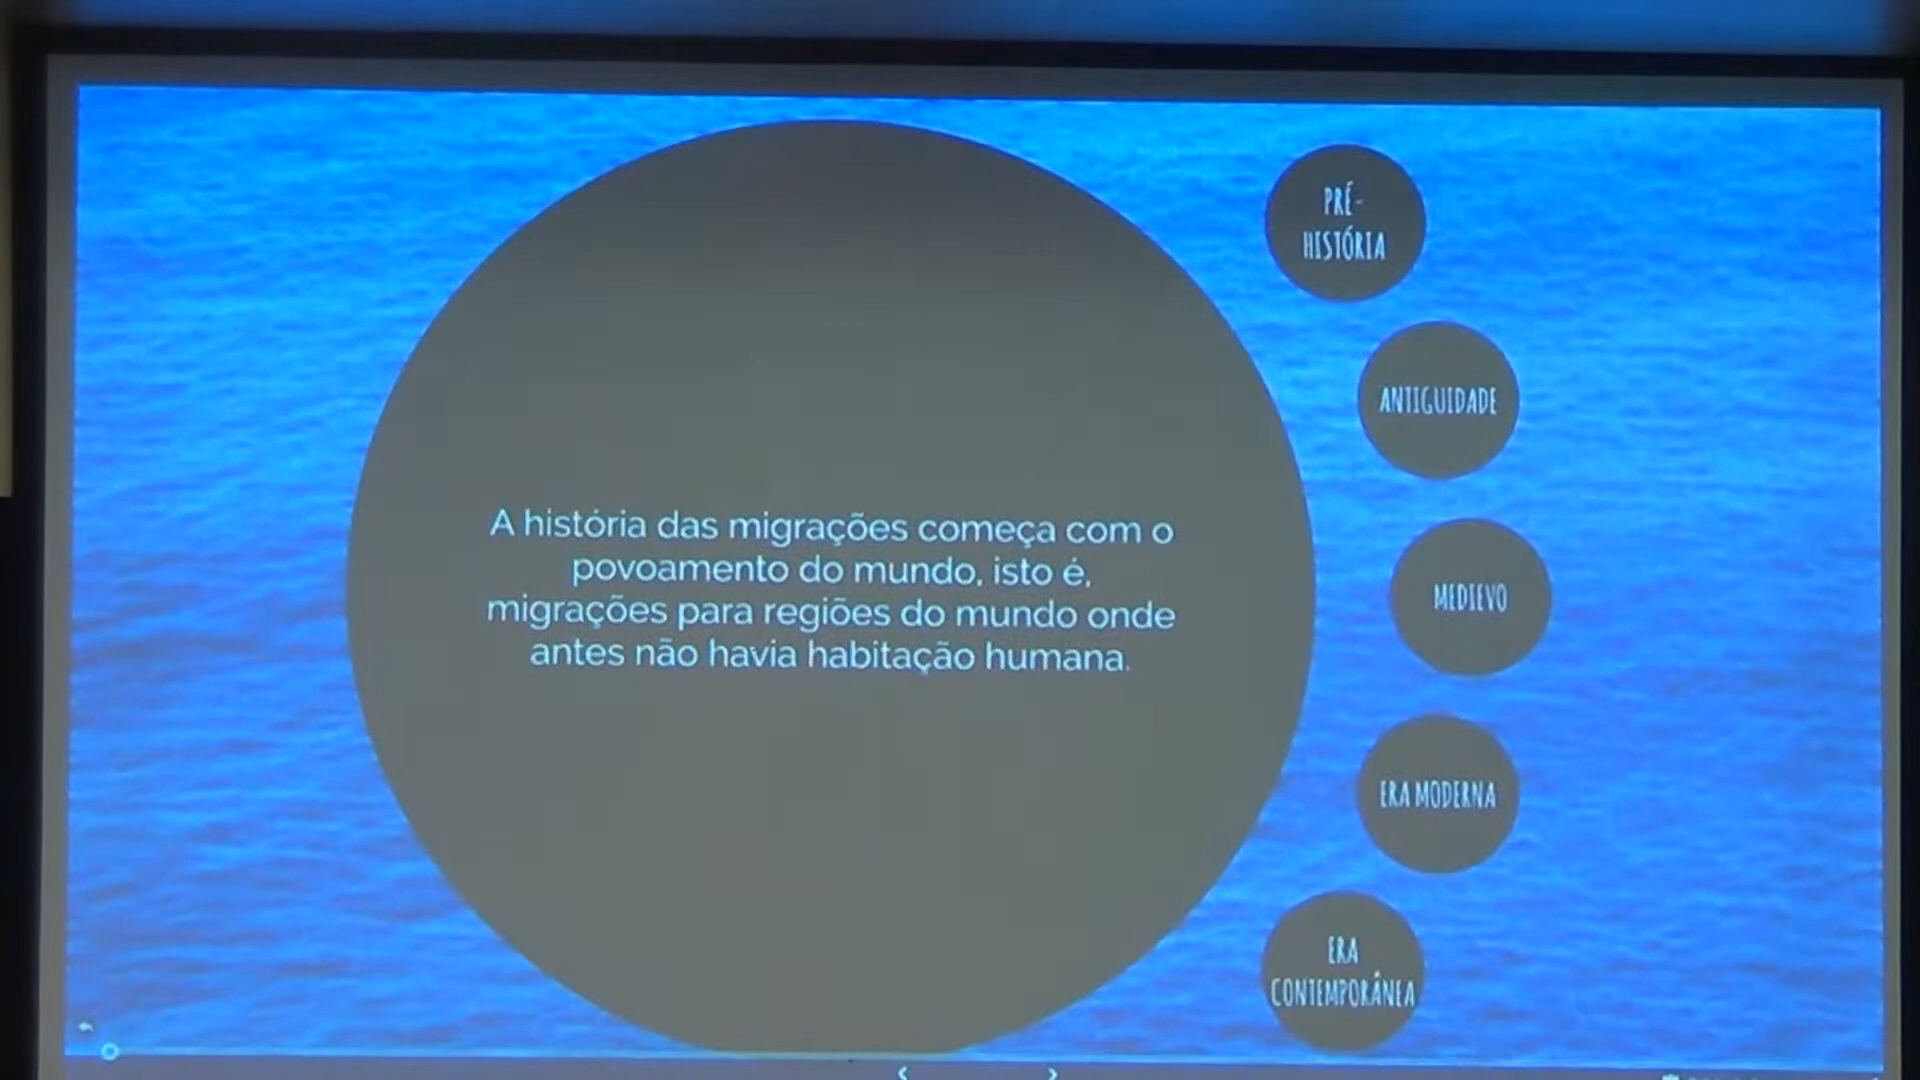 A história das migrações começa com o
povoamento do mundo, isto é,
migrações para regiões do mundo onde
antes não havia habitação humana.
PRÉ-
HISTÓRIA
ANTIGUIDADE
MEDIEVO
ERA MODERNA
ERA
CONTEMPORÂNEA